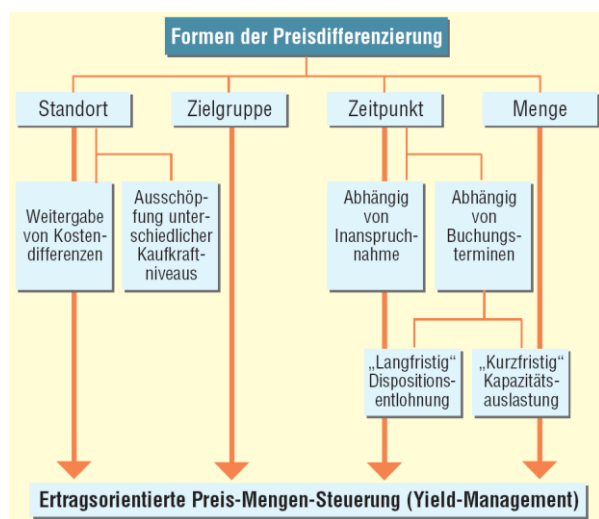 Formen der Preisdifferenzierung
Standort
Zielgruppe
Zeitpunkt
Menge
Weitergabe
von Kosten-
differenzen
Ausschöp-
fung unter-
schiedlicher
Kaufkraft-
niveaus
Abhängig
von
Inanspruch-
nahme
Abhängig
von
Buchungs-
terminen
„Langfristig“
Dispositions-
entlohnung
„Kurzfristig“
Kapazitäts-
auslastung
Ertragsorientierte Preis-Mengen-Steuerung (Yield-Management)